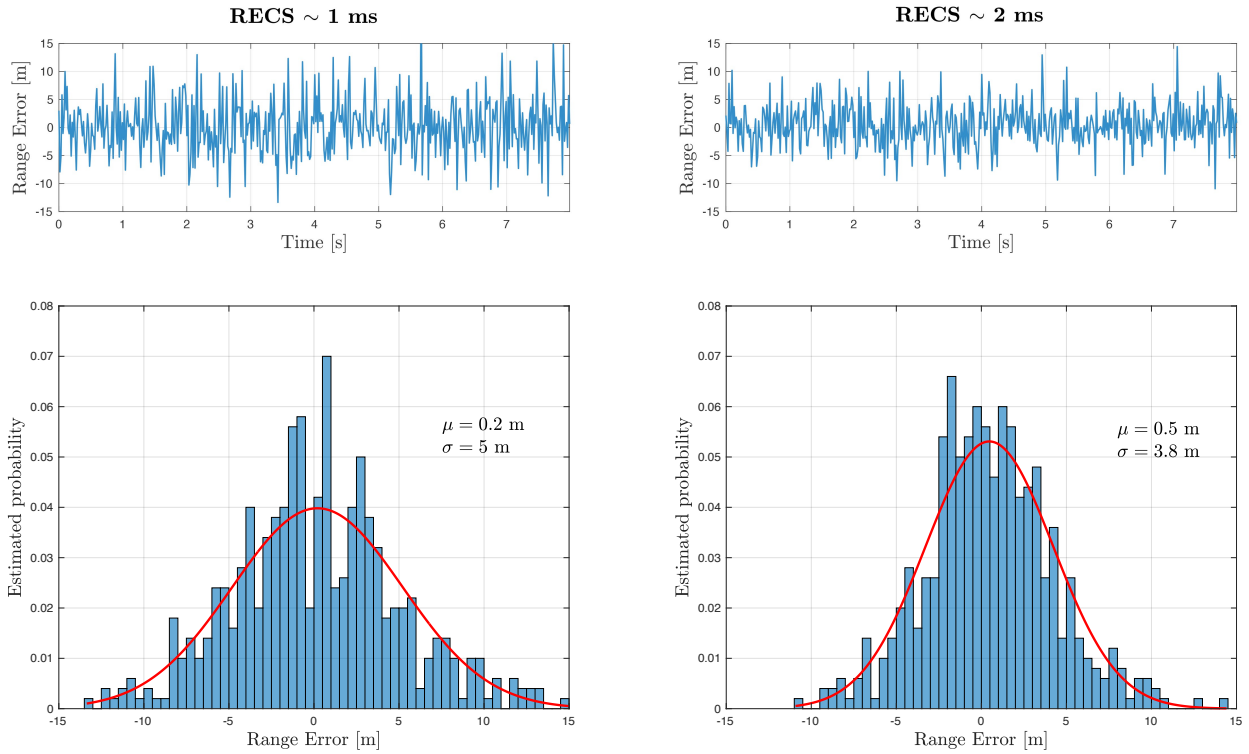 RECS ∼ 1 ms
RECS ∼ 2 ms
Range Error [m]
15
10
5
0
-5
-10
-15
0 1 2 3 4 5 6 7
Time [s]
Range Error [m]
15
10
5
0
-5
-10
-15
0 1 2 3 4 5 6 7
Time [s]
Estimated probability
0.08
0.07
0.06
0.05
0.04
0.03
0.02
0.01
0
μ = 0.2 m
σ = 5 m
-15 -10 -5 0 5 10 15
Range Error [m]
Estimated probability
0.08
0.07
0.06
0.05
0.04
0.03
0.02
0.01
0
μ = 0.5 m
σ = 3.8 m
-15 -10 -5 0 5 10 15
Range Error [m]